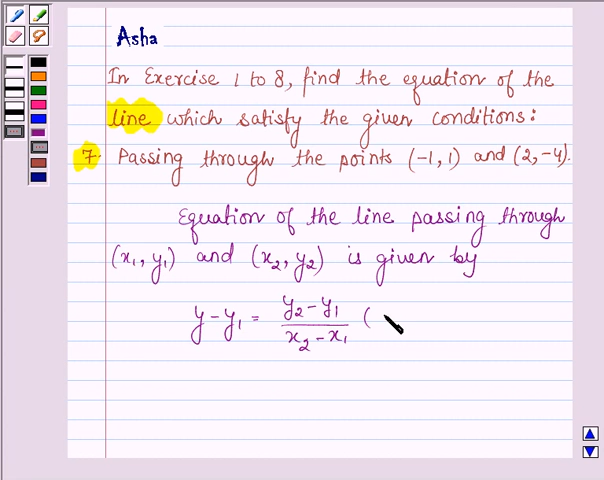 Asha
In Exercise 1 to 8, find the equation of the
line which satisfy the given conditions:
7. Passing through the points (-1, 1) and (2, -4).
Equation of the line passing through
(x₁, y₁) and (x₂, y₂) is given by
y - y₁ = y₂ - y₁ / x₂ - x₁ (